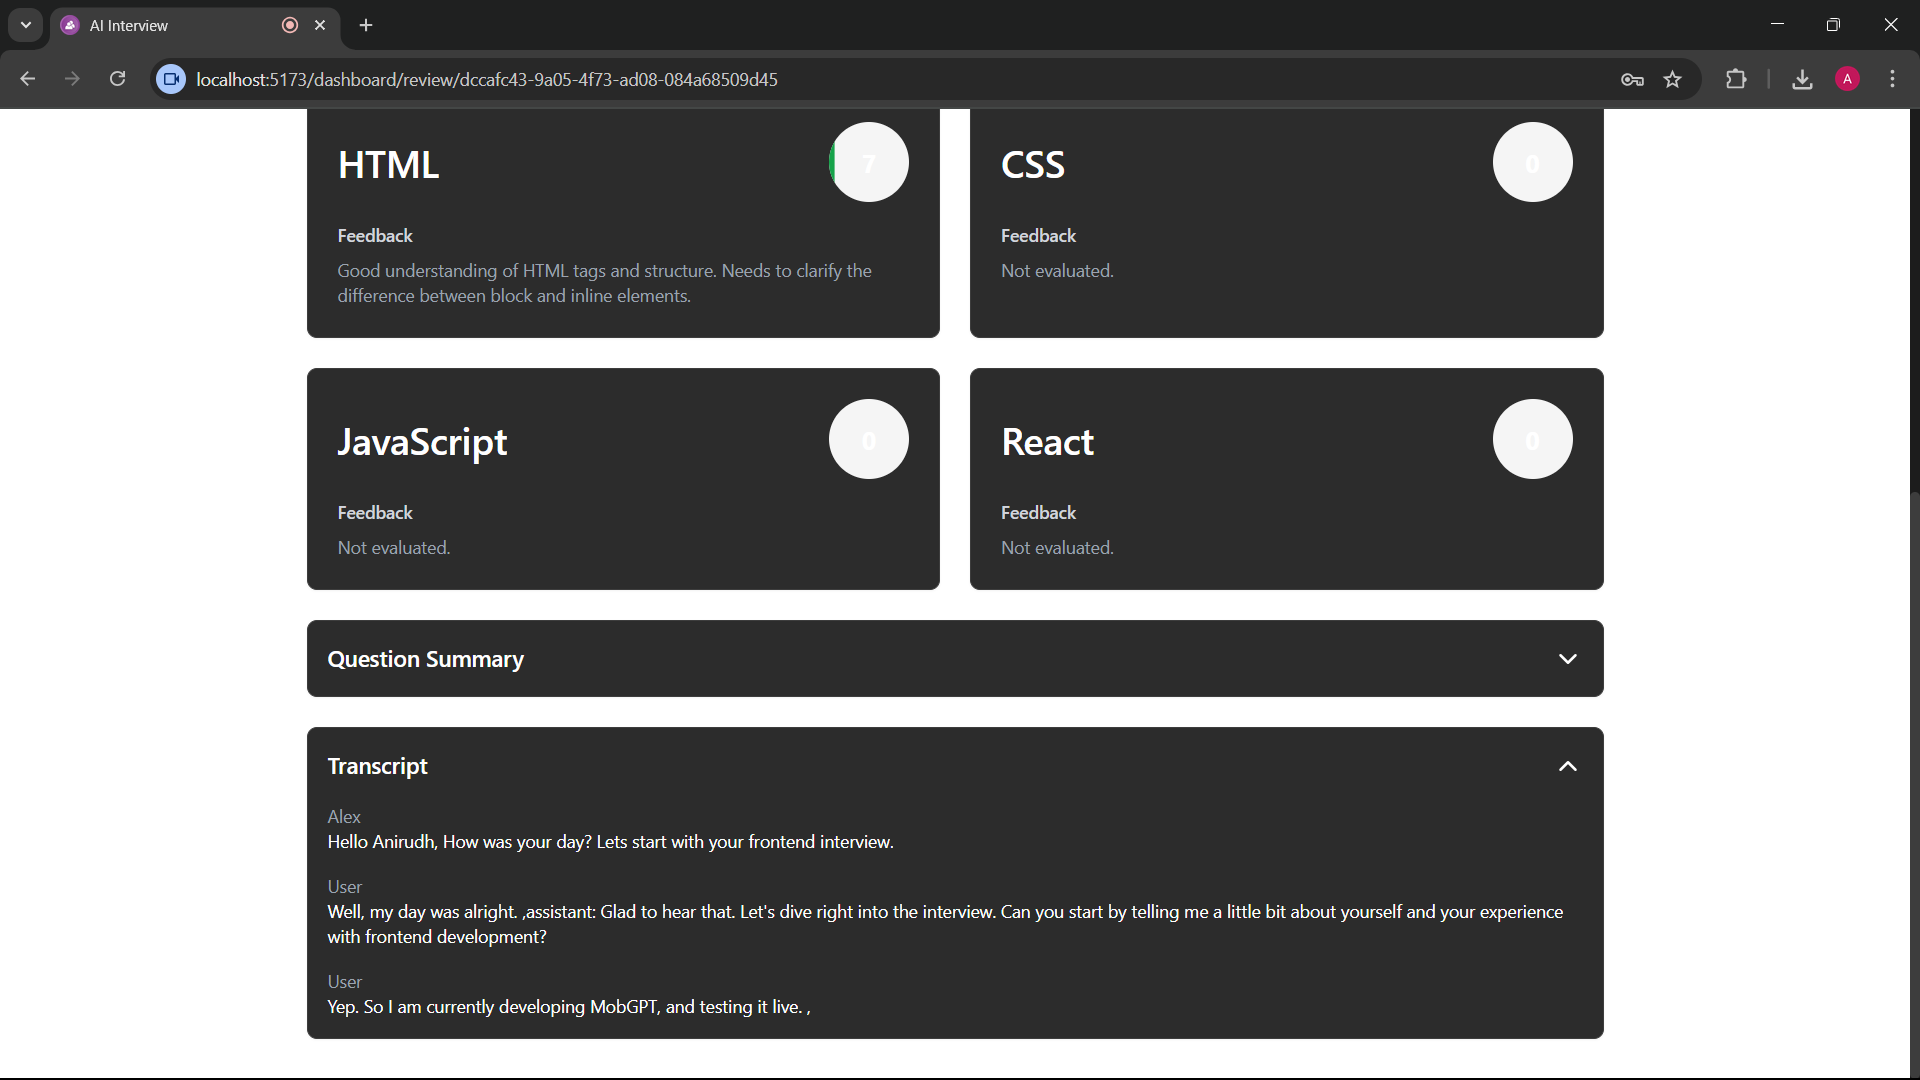 AI Interview
localhost:5173/dashboard/review/dccafc43-9a05-4f73-ad08-084a68509d45
A
HTML
7
CSS
0
Feedback
Good understanding of HTML tags and structure. Needs to clarify the
difference between block and inline elements.
Feedback
Not evaluated.
JavaScript
0
React
0
Feedback
Not evaluated.
Feedback
Not evaluated.
Question Summary
Transcript
Alex
Hello Anirudh, How was your day? Lets start with your frontend interview.
User
Well, my day was alright. ,assistant: Glad to hear that. Let's dive right into the interview. Can you start by telling me a little bit about yourself and your experience
with frontend development?
User
Yep. So I am currently developing MobGPT, and testing it live. ,